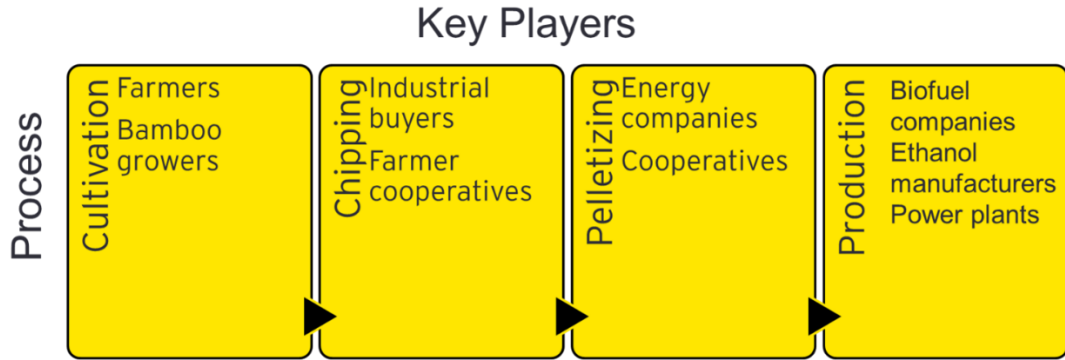 Key Players
Process
Cultivation
Farmers
Bamboo
growers
Chipping
Industrial
buyers
Farmer
cooperatives
Pelletizing
Energy
companies
Cooperatives
Production
Biofuel
companies
Ethanol
manufacturers
Power plants